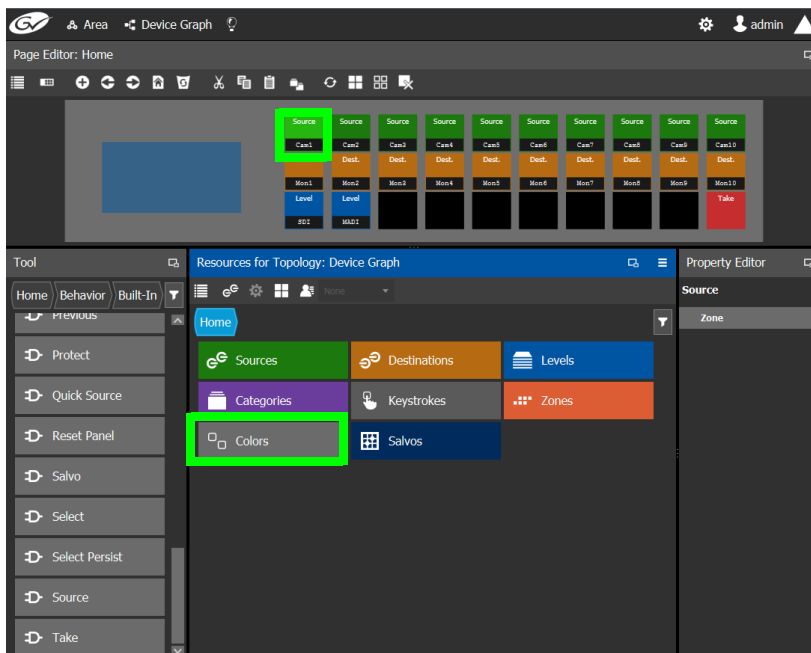 GV Area Device Graph admin
Page Editor: Home
Source Source Source Source Source Source Source Source Source Source
Cam1 Cam2 Cam3 Cam4 Cam5 Cam6 Cam7 Cam8 Cam9 Cam10
Dest. Dest. Dest. Dest. Dest. Dest. Dest. Dest. Dest.
Mon1 Mon2 Mon3 Mon4 Mon5 Mon6 Mon7 Mon8 Mon9 Mon10
Level Level Take
SDI MADI
Tool
Home Behavior Built-In
Previous
Protect
Quick Source
Reset Panel
Salvo
Select
Select Persist
Source
Take
Resources for Topology: Device Graph
None
Home
Sources Destinations Levels
Categories Keystrokes Zones
Colors Salvos
Property Editor
Source
Zone